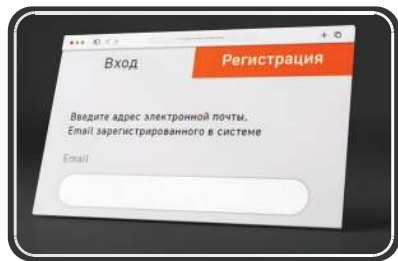 Вход
Регистрация
Введите адрес электронной почты,
Email зарегистрированного в системе
Email